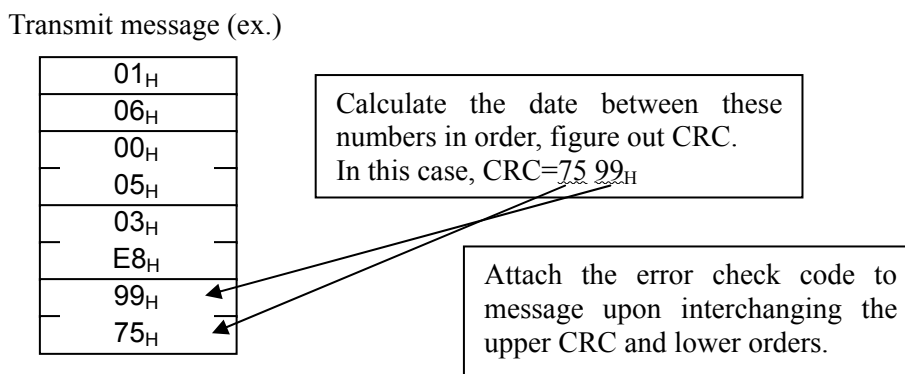 Transmit message (ex.)
01H
06H
00H
05H
03H
E8H
99H
75H
Calculate the date between these
numbers in order, figure out CRC.
In this case, CRC=75 99H
Attach the error check code to
message upon interchanging the
upper CRC and lower orders.